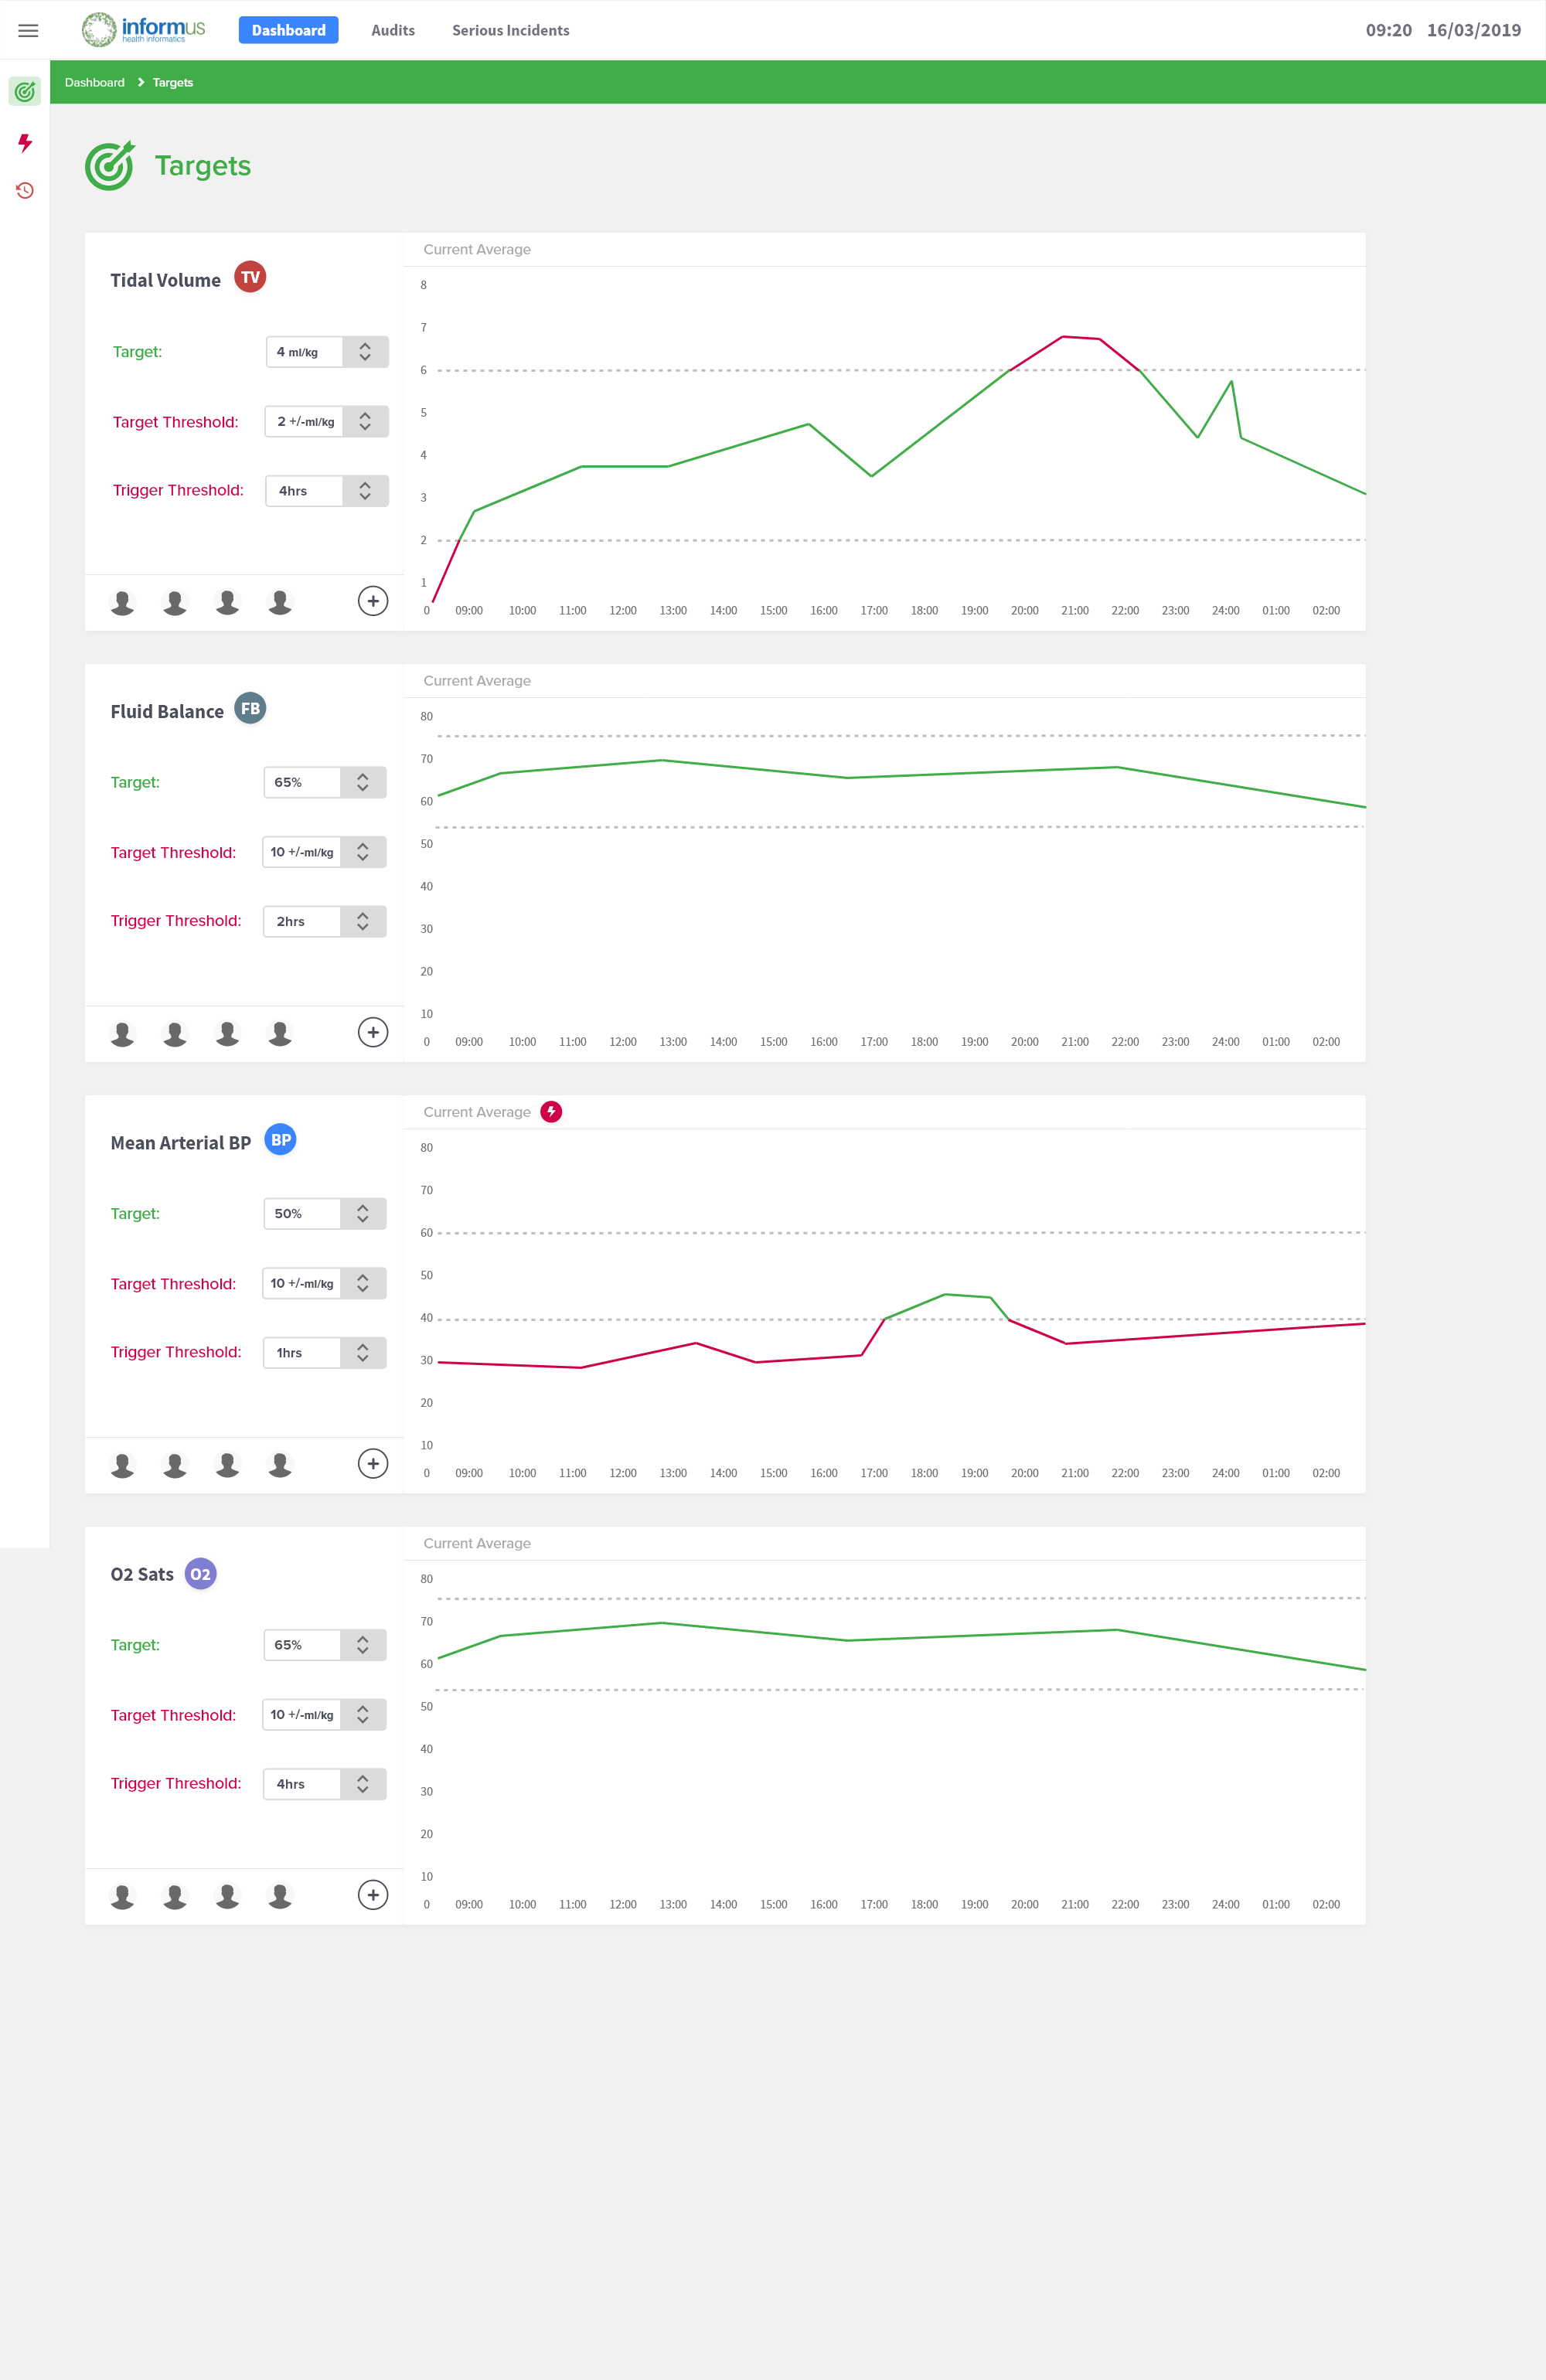 informus
health informatics
Dashboard
Audits
Serious Incidents
09:20 16/03/2019
Dashboard Targets
Targets
Tidal Volume TV
Target: 4 ml/kg
Target Threshold: 2 +/-ml/kg
Trigger Threshold: 4hrs
Current Average
8
7
6
5
4
3
2
1
0 09:00 10:00 11:00 12:00 13:00 14:00 15:00 16:00 17:00 18:00 19:00 20:00 21:00 22:00 23:00 24:00 01:00 02:00
Fluid Balance FB
Target: 65%
Target Threshold: 10 +/-ml/kg
Trigger Threshold: 2hrs
Current Average
80
70
60
50
40
30
20
10
0 09:00 10:00 11:00 12:00 13:00 14:00 15:00 16:00 17:00 18:00 19:00 20:00 21:00 22:00 23:00 24:00 01:00 02:00
Mean Arterial BP BP
Target: 50%
Target Threshold: 10 +/-ml/kg
Trigger Threshold: 1hrs
Current Average
80
70
60
50
40
30
20
10
0 09:00 10:00 11:00 12:00 13:00 14:00 15:00 16:00 17:00 18:00 19:00 20:00 21:00 22:00 23:00 24:00 01:00 02:00
O2 Sats O2
Target: 65%
Target Threshold: 10 +/-ml/kg
Trigger Threshold: 4hrs
Current Average
80
70
60
50
40
30
20
10
0 09:00 10:00 11:00 12:00 13:00 14:00 15:00 16:00 17:00 18:00 19:00 20:00 21:00 22:00 23:00 24:00 01:00 02:00